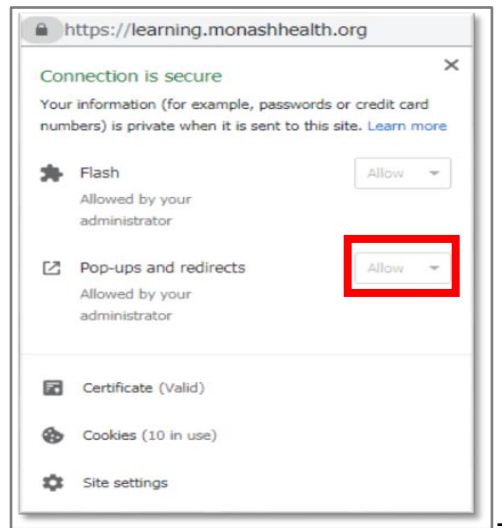 https://learning.monashhealth.org
Connection is secure
Your information (for example, passwords or credit card
numbers) is private when it is sent to this site. Learn more
Flash Allow
Allowed by your
administrator
Pop-ups and redirects Allow
Allowed by your
administrator
Certificate (Valid)
Cookies (10 in use)
Site settings